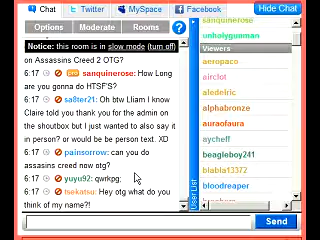 Chat Twitter MySpace Facebook Hide Chat
Options Moderate Rooms ?
Notice: this room is in slow mode (turn off)
on Assassins Creed 2 OTG?
6:17 pro sanquinerose: How Long
are you gonna do HTSF'S?
6:17 sa8ter21: Oh btw Lliam I know
Claire told you thank you for the admin on
the shoutbox but I just wanted to also say it
in person? or would be be person text. XD
6:17 painsorrow: can you do
assasins creed now otg?
6:17 yuyu92: qwrkpg;
6:17 tsekatsu: Hey otg what do you
think of my name?!
User List
sanquinerose
unholygunman
Viewers
aeropaco
airclot
aledelric
alphabronze
auraofaura
aycheff
beagleboy241
blabla13372
bloodreaper
Send